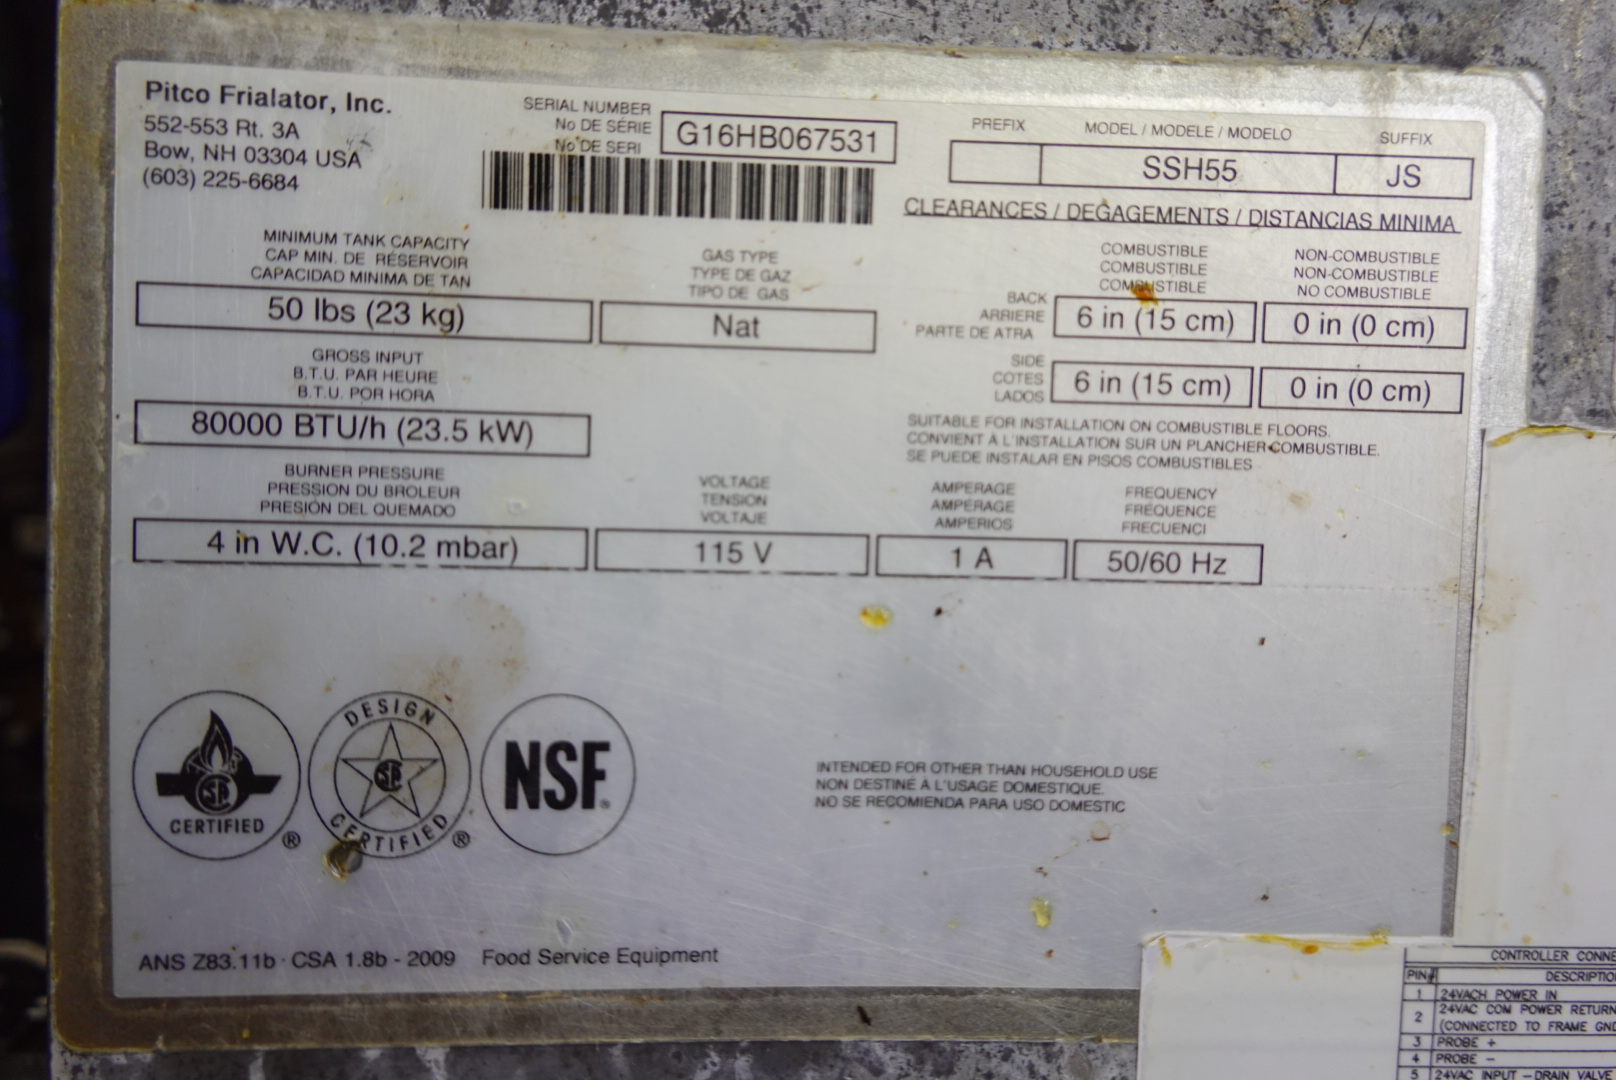 Pitco Frialator, Inc.
552-553 Rt. 3A
Bow, NH 03304 USA
(603) 225-6684
SERIAL NUMBER
No DE SÉRIE
No DE SERI
G16HB067531
PREFIX
MODEL / MODELE / MODELO
SUFFIX
SSH55
JS
CLEARANCES / DÉGAGEMENTS / DISTANCIAS MINIMA
MINIMUM TANK CAPACITY
CAP MIN. DE RÉSERVOIR
CAPACIDAD MINIMA DE TAN
50 lbs (23 kg)
GAS TYPE
TYPE DE GAZ
TIPO DE GAS
Nat
COMBUSTIBLE
COMBUSTIBLE
COMBUSTIBLE
NON-COMBUSTIBLE
NON-COMBUSTIBLE
NO COMBUSTIBLE
BACK
ARRIERE
PARTE DE ATRA
6 in (15 cm)
0 in (0 cm)
SIDE
COTES
LADOS
6 in (15 cm)
0 in (0 cm)
GROSS INPUT
B.T.U. PAR HEURE
B.T.U. POR HORA
80000 BTU/h (23.5 kW)
SUITABLE FOR INSTALLATION ON COMBUSTIBLE FLOORS.
CONVIENT À L'INSTALLATION SUR UN PLANCHER COMBUSTIBLE.
SE PUEDE INSTALAR EN PISOS COMBUSTIBLES
BURNER PRESSURE
PRESSION DU BROLEUR
PRESIÓN DEL QUEMADO
4 in W.C. (10.2 mbar)
VOLTAGE
TENSION
VOLTAJE
115 V
AMPERAGE
AMPERAGE
AMPERIOS
1 A
FREQUENCY
FRÉQUENCE
FRECUENCI
50/60 Hz
CERTIFIED ®
DESIGN
CERTIFIED ®
NSF®
INTENDED FOR OTHER THAN HOUSEHOLD USE
NON DESTINÉ À L'USAGE DOMESTIQUE.
NO SE RECOMIENDA PARA USO DOMESTIC
ANS Z83.11b · CSA 1.8b - 2009 Food Service Equipment
CONTROLLER CONNE
PIN# DESCRIPTIO
1 24VACH POWER IN
2 24VAC COM POWER RETURN
(CONNECTED TO FRAME GND
3 PROBE +
4 PROBE -
5 24VAC INPUT - DRAIN VALVE